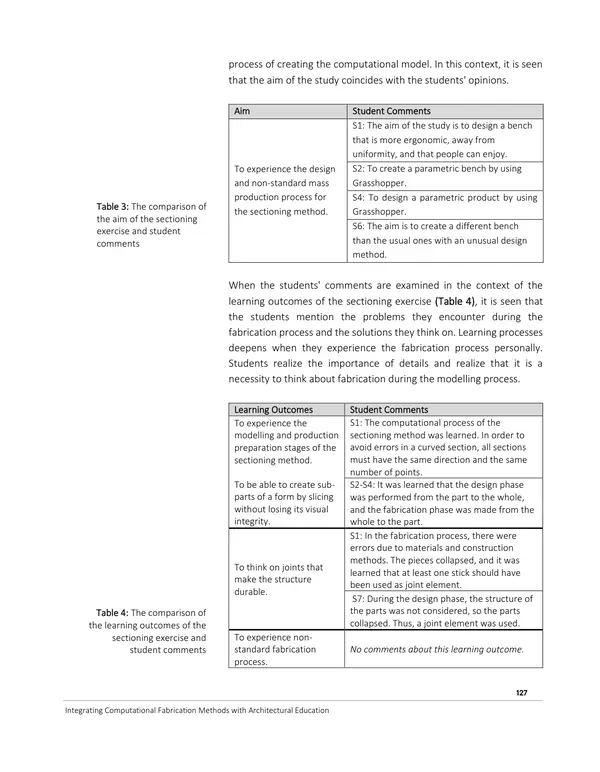 process of creating the computational model. In this context, it is seen
that the aim of the study coincides with the students' opinions.
Aim
Student Comments
To experience the design
and non-standard mass
production process for
the sectioning method.
S1: The aim of the study is to design a bench
that is more ergonomic, away from
uniformity, and that people can enjoy.
S2: To create a parametric bench by using
Grasshopper.
S4: To design a parametric product by using
Grasshopper.
S6: The aim is to create a different bench
than the usual ones with an unusual design
method.
Table 3: The comparison of
the aim of the sectioning
exercise and student
comments
When the students' comments are examined in the context of the
learning outcomes of the sectioning exercise (Table 4), it is seen that
the students mention the problems they encounter during the
fabrication process and the solutions they think on. Learning processes
deepens when they experience the fabrication process personally.
Students realize the importance of details and realize that it is a
necessity to think about fabrication during the modelling process.
Learning Outcomes
Student Comments
To experience the
modelling and production
preparation stages of the
sectioning method.
S1: The computational process of the
sectioning method was learned. In order to
avoid errors in a curved section, all sections
must have the same direction and the same
number of points.
To be able to create sub-
parts of a form by slicing
without losing its visual
integrity.
S2-S4: It was learned that the design phase
was performed from the part to the whole,
and the fabrication phase was made from the
whole to the part.
To think on joints that
make the structure
durable.
S1: In the fabrication process, there were
errors due to materials and construction
methods. The pieces collapsed, and it was
learned that at least one stick should have
been used as joint element.
S7: During the design phase, the structure of
the parts was not considered, so the parts
collapsed. Thus, a joint element was used.
To experience non-
standard fabrication
process.
No comments about this learning outcome.
Table 4: The comparison of
the learning outcomes of the
sectioning exercise and
student comments
127
Integrating Computational Fabrication Methods with Architectural Education